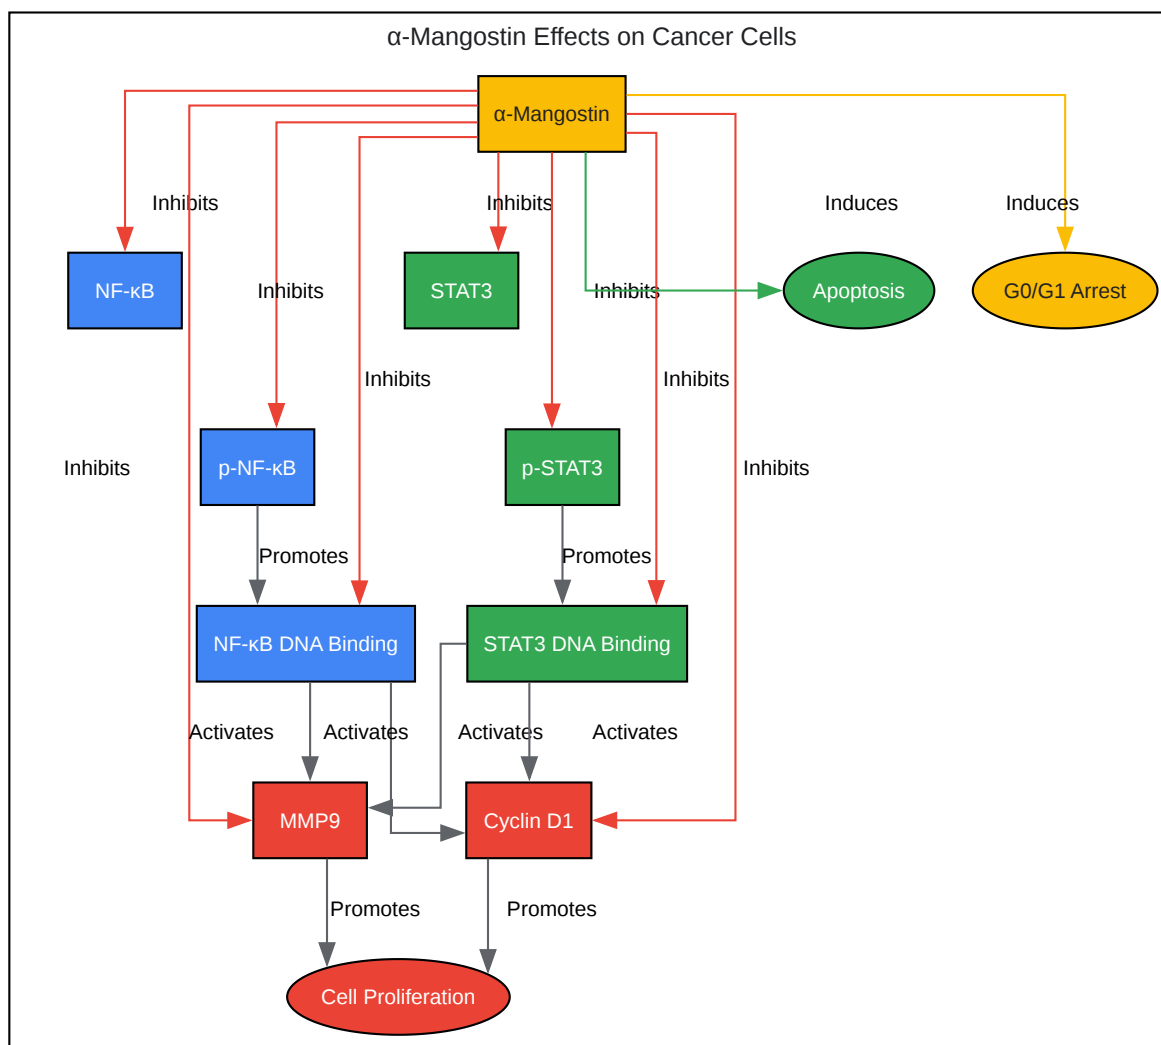 α-Mangostin Effects on Cancer Cells
α-Mangostin
Inhibits
Inhibits
Induces
Induces
NF-κB
Inhibits
STAT3
Inhibits
Apoptosis
G0/G1 Arrest
Inhibits
Inhibits
Inhibits
p-NF-κB
p-STAT3
Inhibits
Promotes
Promotes
NF-κB DNA Binding
STAT3 DNA Binding
Activates
Activates
Activates
Activates
MMP9
Cyclin D1
Promotes
Promotes
Cell Proliferation